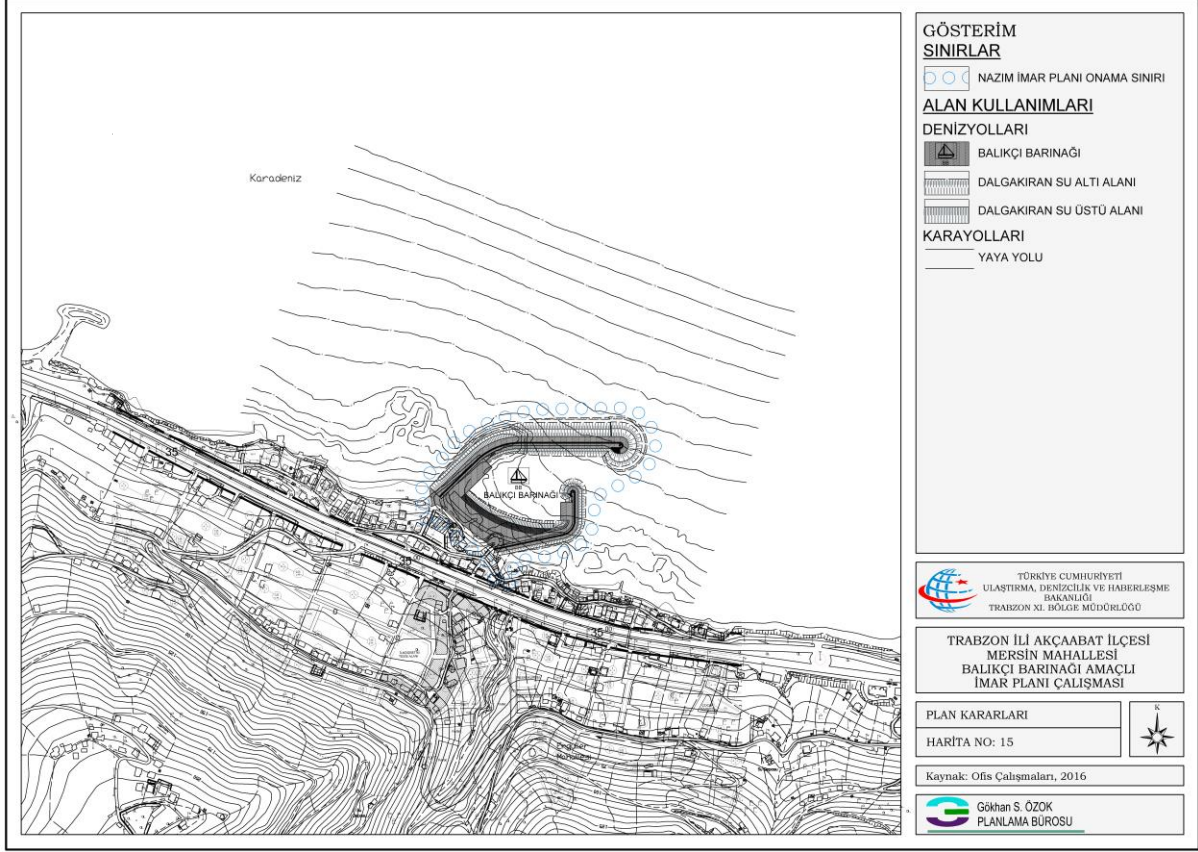 Karadeniz
35
BB
BALIKÇI BARINAĞI
35
GÖSTERİM
SINIRLAR
NAZIM İMAR PLANI ONAMA SINIRI
ALAN KULLANIMLARI
DENİZYOLLARI
BB
BALIKÇI BARINAĞI
DALGAKIRAN SU ALTI ALANI
DALGAKIRAN SU ÜSTÜ ALANI
KARAYOLLARI
YAYA YOLU
TÜRKİYE CUMHURİYETİ
ULAŞTIRMA, DENİZCİLİK VE HABERLEŞME
BAKANLIĞI
TRABZON XI. BÖLGE MÜDÜRLÜĞÜ
TRABZON İLİ AKÇAABAT İLÇESİ
MERSİN MAHALLESİ
BALIKÇI BARINAĞI AMAÇLI
İMAR PLANI ÇALIŞMASI
PLAN KARARLARI
HARİTA NO: 15
K
Kaynak: Ofis Çalışmaları, 2016
Gökhan S. ÖZOK
PLANLAMA BÜROSU